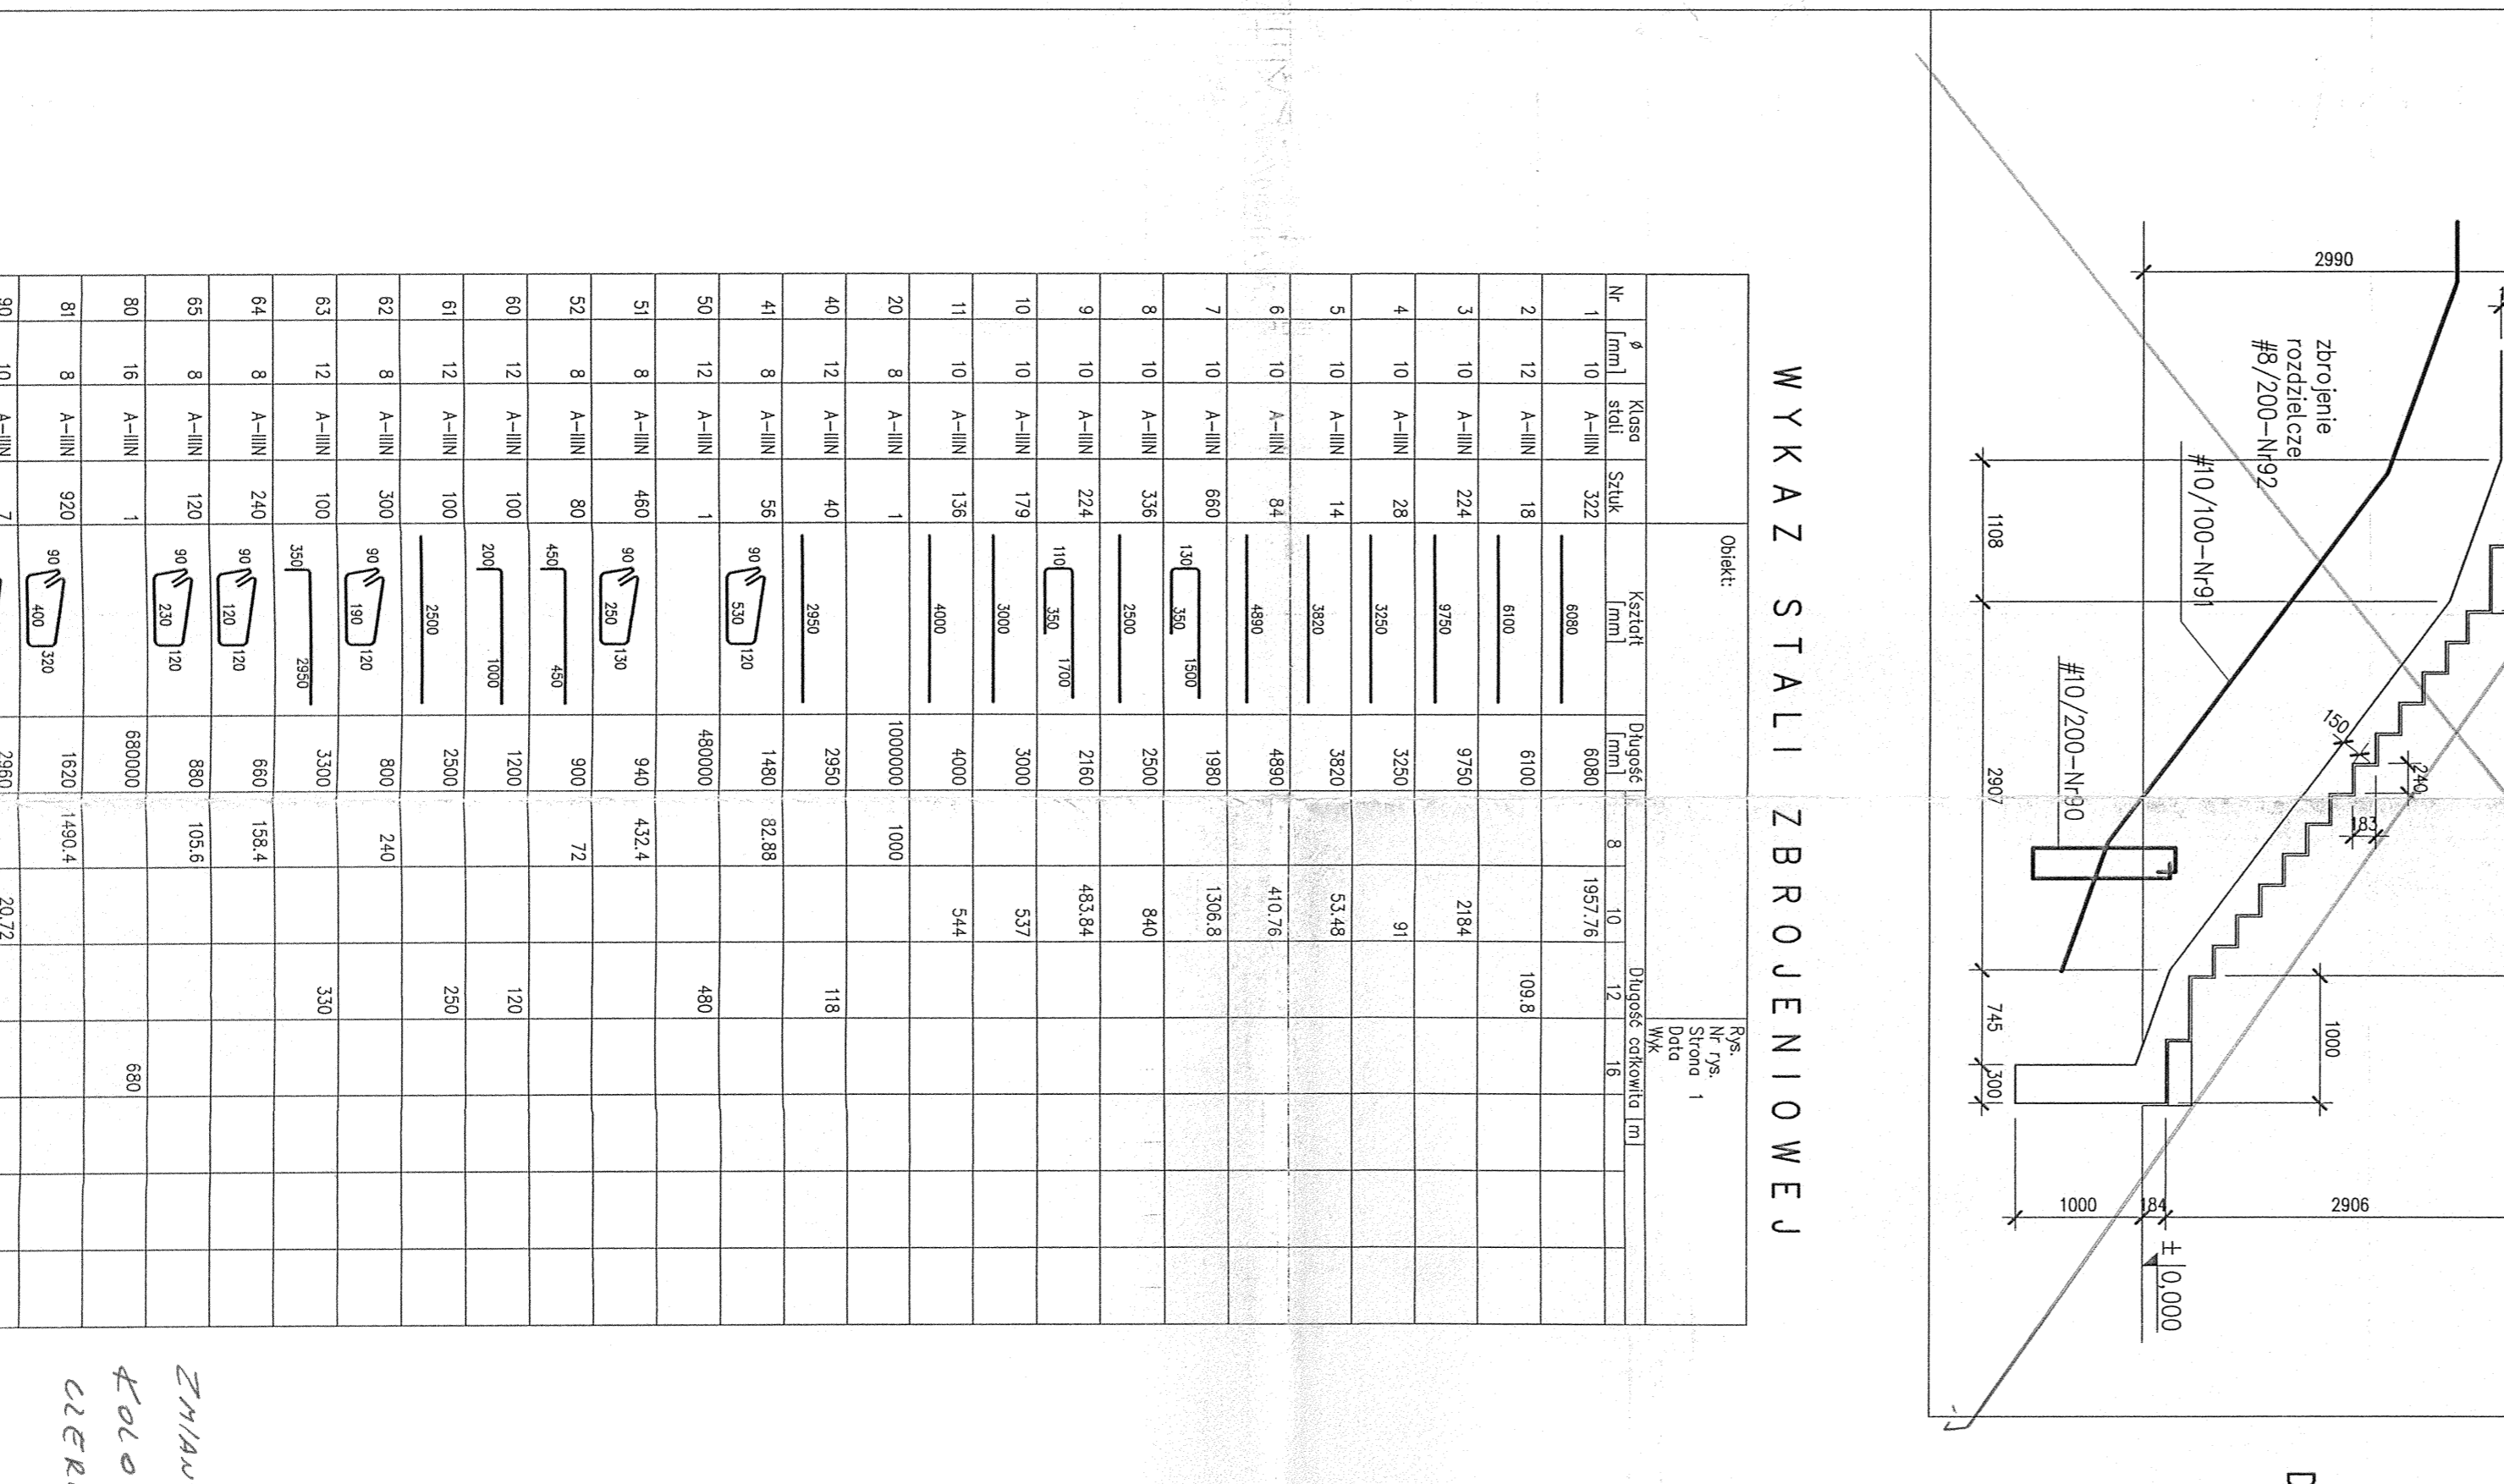 2990
zbrojenie
rozdzielcze
#8/200-Nr92
#10/100-Nr91
#10/200-Nr90
150
240
183
1108
2907
745
300
1000
1000
184
2906
± 0,000
WYKAZ STALI ZBROJENIOWEJ
Obiekt:
Rys.
Nr rys.
Strona 1
Data
Wyk
Nr ø [mm] Klasa stali Sztuk Kształt [mm] Długość [mm] Długość całkowita [m]
8 10 12 16
1 10 A-IIIN 322 6080 6080 1957.76
2 12 A-IIIN 18 6100 6100 109.8
3 10 A-IIIN 224 9750 9750 2184
4 10 A-IIIN 28 3250 3250 91
5 10 A-IIIN 14 3820 3820 53.48
6 10 A-IIIN 84 4890 4890 410.76
7 10 A-IIIN 660 130 350 1500 1980 1306.8
8 10 A-IIIN 336 2500 2500 840
9 10 A-IIIN 224 110 350 1700 2160 483.84
10 10 A-IIIN 179 3000 3000 537
11 10 A-IIIN 136 4000 4000 544
20 8 A-IIIN 1 1000000 1000
40 12 A-IIIN 40 2950 2950 118
41 8 A-IIIN 56 90 530 120 1480 82.88
50 12 A-IIIN 1 480000 480
51 8 A-IIIN 460 90 250 130 940 432.4
52 8 A-IIIN 80 450 450 900 72
60 12 A-IIIN 100 200 1000 1200 120
61 12 A-IIIN 100 2500 2500 250
62 8 A-IIIN 300 90 190 120 800 240
63 12 A-IIIN 100 350 2950 3300 330
64 8 A-IIIN 240 90 120 120 660 158.4
65 8 A-IIIN 120 90 230 120 880 105.6
80 16 A-IIIN 1 680000 680
81 8 A-IIIN 920 90 400 320 1620 1490.4
90 10 A-IIIN 7 2960 20.72
ZMIAN
KOLO
CZER